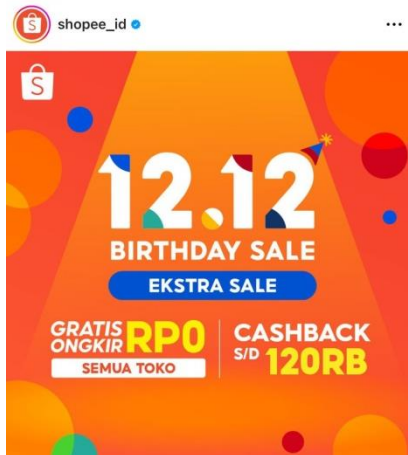 shopee_id
S
12.12
BIRTHDAY SALE
EKSTRA SALE
GRATIS
ONGKIR RP0
SEMUA TOKO
CASHBACK
S/D 120RB